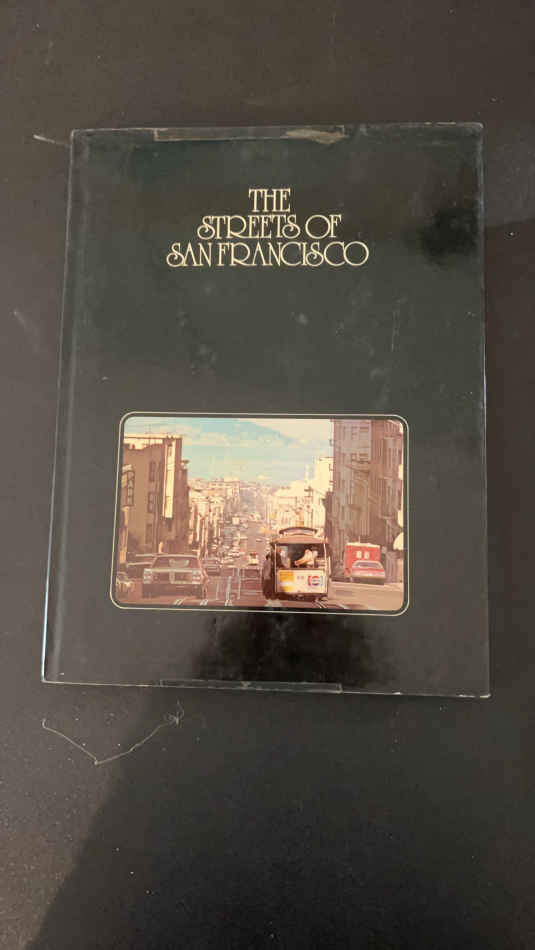 THE
STREETS OF
SAN FRANCISCO